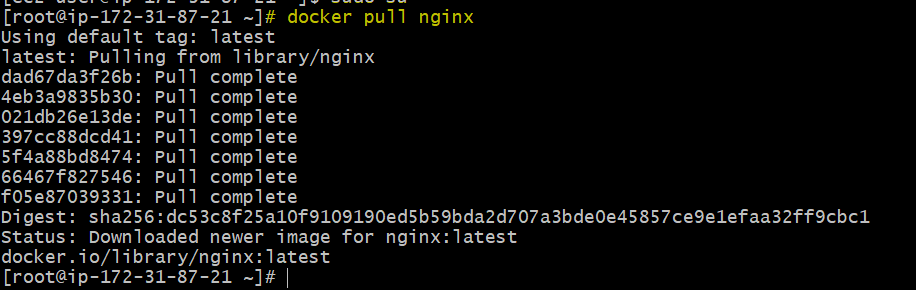 [root@ip-172-31-87-21 ~]# docker pull nginx
Using default tag: latest
latest: Pulling from library/nginx
dad67da3f26b: Pull complete
4eb3a9835b30: Pull complete
021db26e13de: Pull complete
397cc88dcd41: Pull complete
5f4a88bd8474: Pull complete
66467f827546: Pull complete
f05e87039331: Pull complete
Digest: sha256:dc53c8f25a10f9109190ed5b59bda2d707a3bde0e45857ce9e1efaa32ff9cbc1
Status: Downloaded newer image for nginx:latest
docker.io/library/nginx:latest
[root@ip-172-31-87-21 ~]#